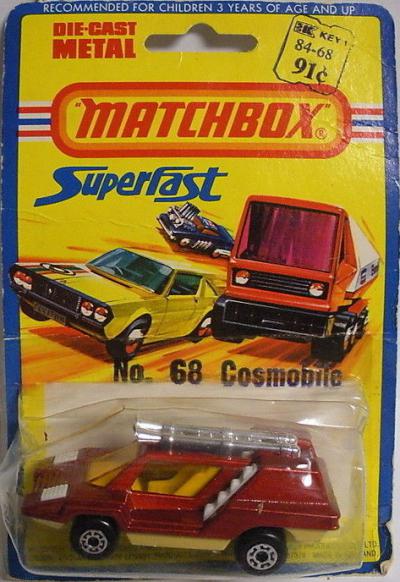 RECOMMENDED FOR CHILDREN 3 YEARS OF AGE AND UP
DIE-CAST
METAL
K KEY
84-68
91¢
"MATCHBOX"®
Superfast
No. 68 Cosmobile